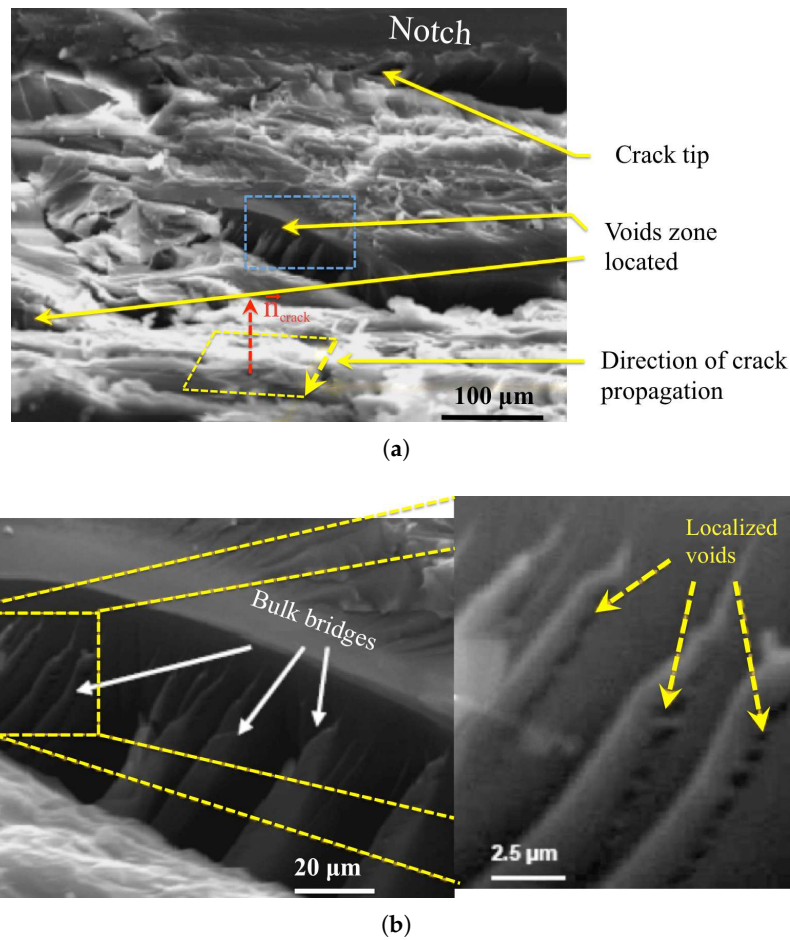 Notch
Crack tip
Voids zone
located
n crack
Direction of crack
propagation
100 μm
(a)
Localized
voids
Bulk bridges
20 μm
2.5 μm
(b)